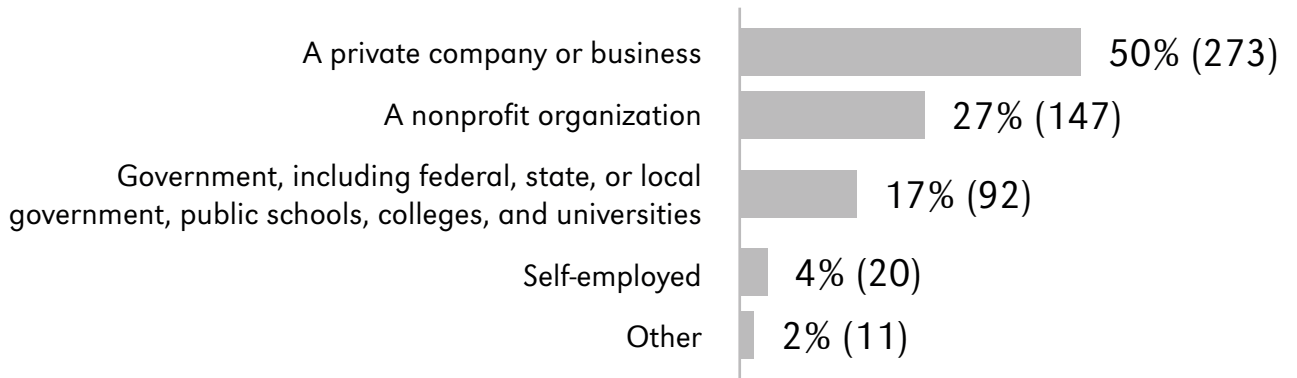 A private company or business 50% (273)
A nonprofit organization 27% (147)
Government, including federal, state, or local
government, public schools, colleges, and universities 17% (92)
Self-employed 4% (20)
Other 2% (11)